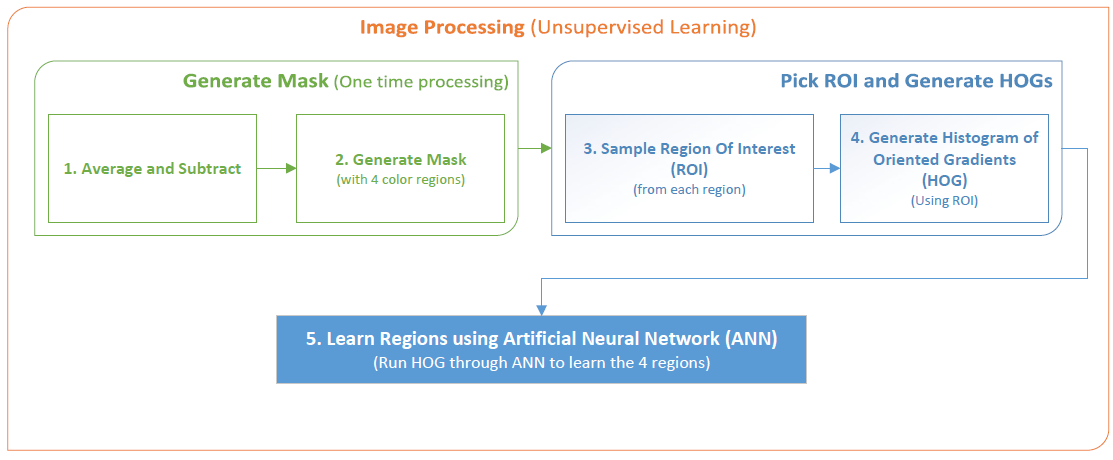 Image Processing (Unsupervised Learning)
Generate Mask (One time processing)
1. Average and Subtract
2. Generate Mask
(with 4 color regions)
Pick ROI and Generate HOGs
3. Sample Region Of Interest
(ROI)
(from each region)
4. Generate Histogram of
Oriented Gradients
(HOG)
(Using ROI)
5. Learn Regions using Artificial Neural Network (ANN)
(Run HOG through ANN to learn the 4 regions)